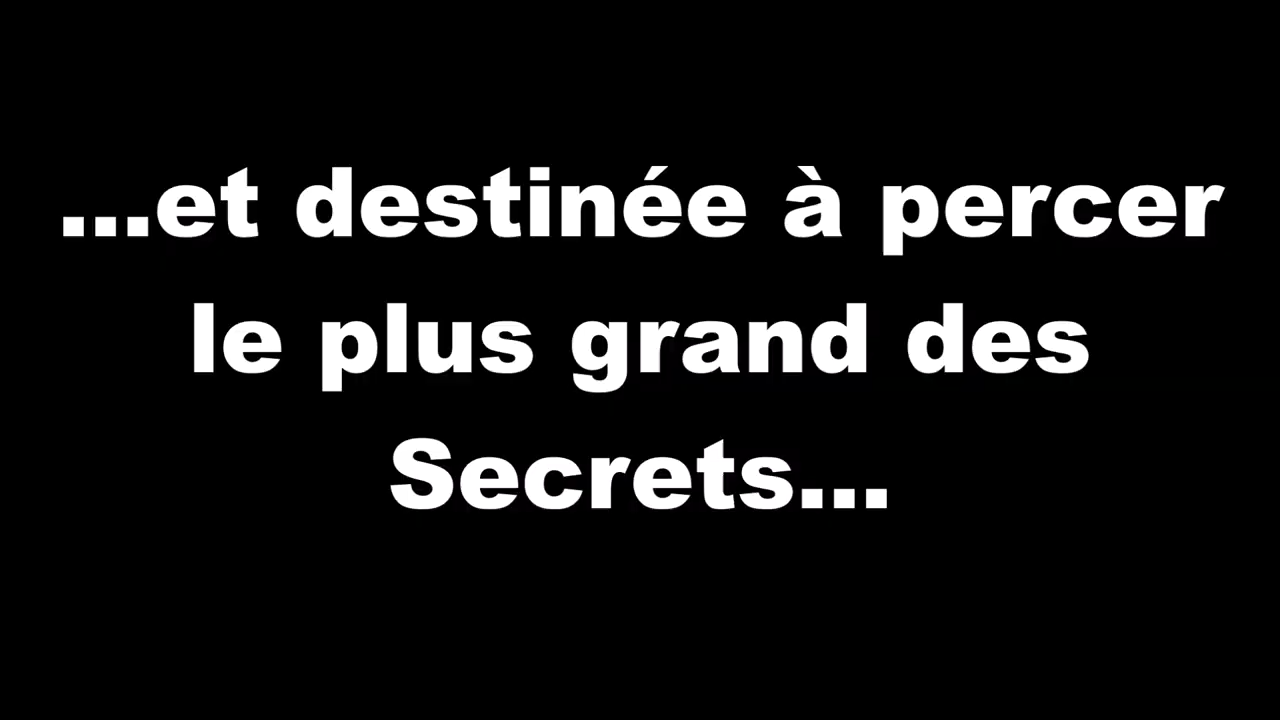 ...et destinée à percer
le plus grand des
Secrets...